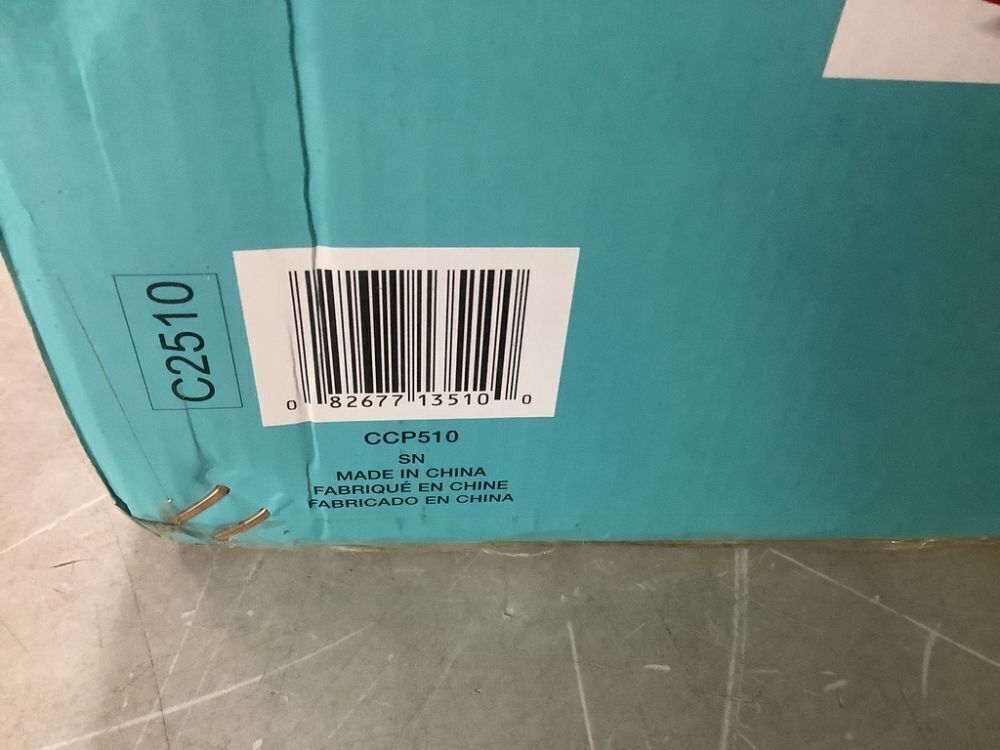 C2510
0 82677 13510 0
CCP510
SN
MADE IN CHINA
FABRIQUÉ EN CHINE
FABRICADO EN CHINA